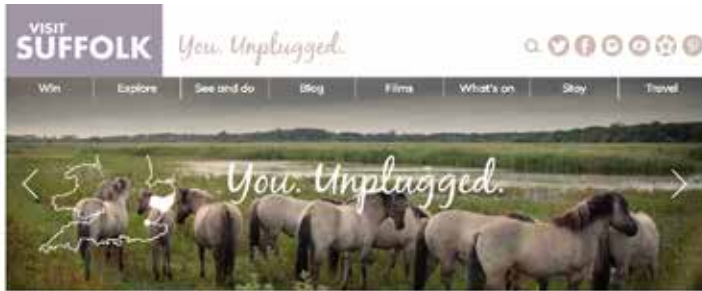 VISIT
SUFFOLK
You. Unplugged.
Win Explore See and do Blog Films What's on Stay Travel
You. Unplugged.